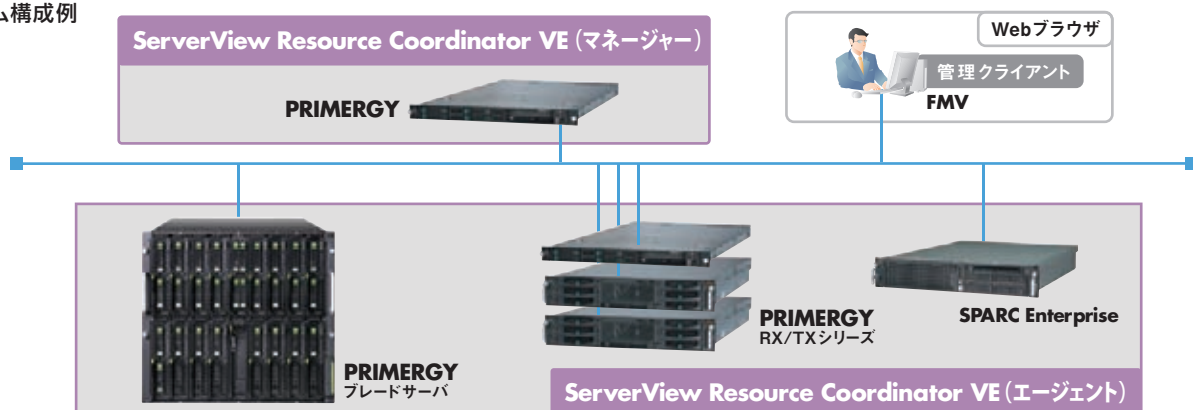 ム構成例
ServerView Resource Coordinator VE（マネージャー）
PRIMERGY
Webブラウザ
管理クライアント
FMV
PRIMERGY
ブレードサーバ
PRIMERGY
RX/TXシリーズ
SPARC Enterprise
ServerView Resource Coordinator VE（エージェント）